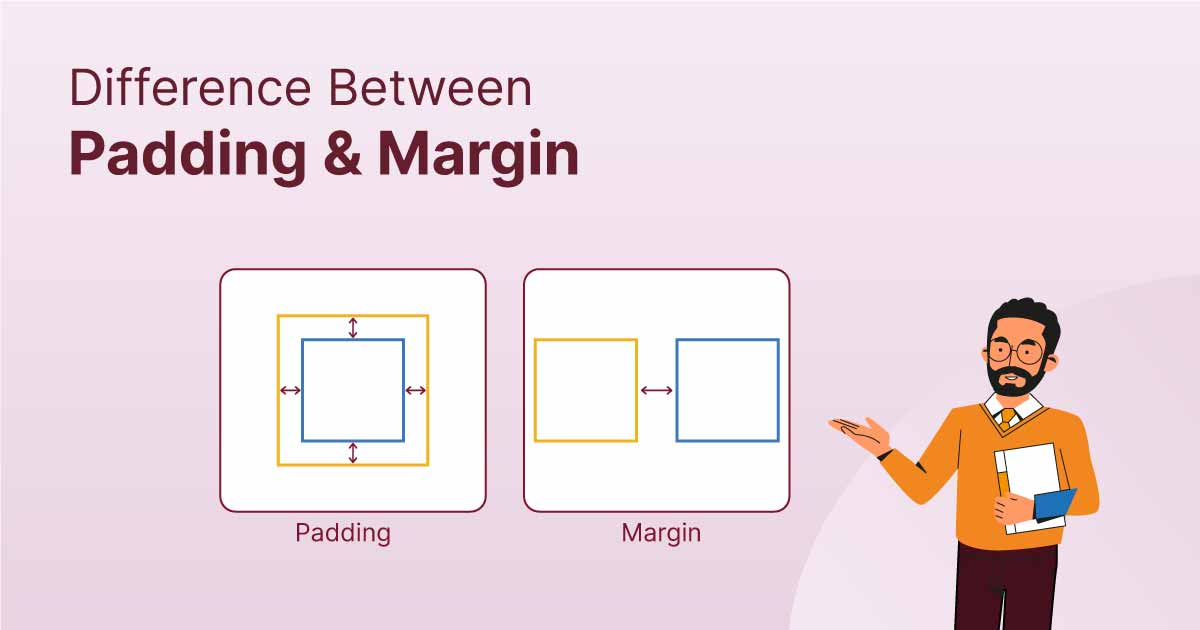 Difference Between
Padding & Margin
Padding
Margin